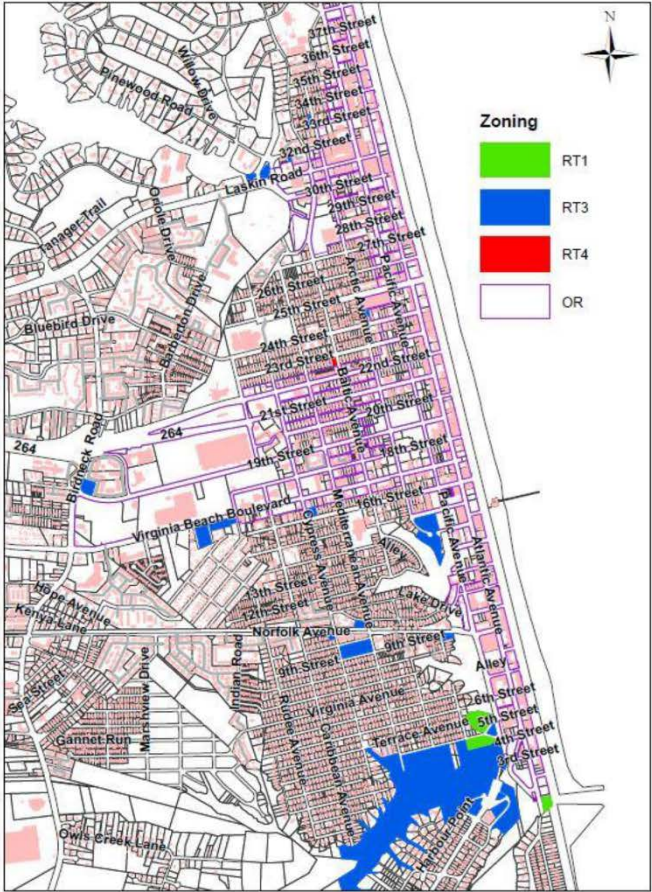 N
Zoning
RT1
RT3
RT4
OR
37th Street
36th Street
35th Street
34th Street
33rd Street
32nd Street
Willow Drive
Pinewood Road
Laskin Road
30th Street
29th Street
28th Street
27th Street
Oriole Drive
Tanager Trail
Arctic Avenue
Pacific Avenue
26th Street
25th Street
24th Street
23rd Street
22nd Street
Bluebird Drive
Baltic Avenue
21st Street
20th Street
264
264
19th Street
18th Street
Birdneck Road
Virginia Beach Boulevard
16th Street
Mediterranean Avenue
Cypress Avenue
Pacific Avenue
Atlantic Avenue
Alley
13th Street
12th Street
Lake Drive
Hope Avenue
Kenya Lane
Norfolk Avenue
9th Street
9th Street
Alley
Sea Street
Indian Road
Virginia Avenue
6th Street
5th Street
4th Street
3rd Street
Terrace Avenue
Gannet Run
Rudee Avenue
Caribbean Avenue
Owls Creek Lane
Harbour Point